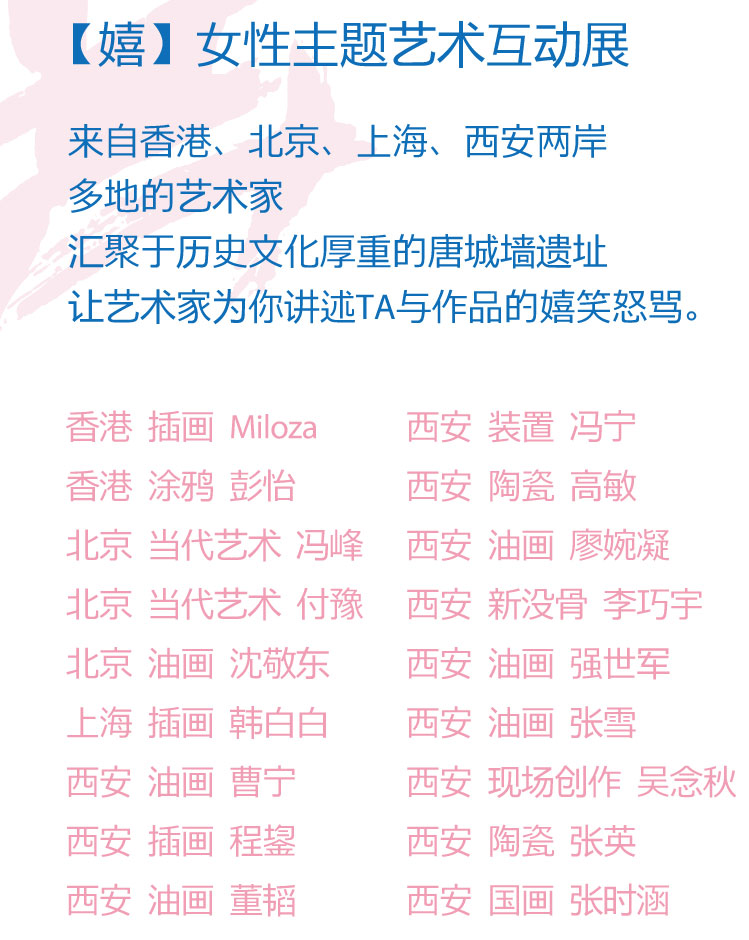 【嬉】女性主题艺术互动展
来自香港、北京、上海、西安两岸
多地的艺术家
汇聚于历史文化厚重的唐城墙遗址
让艺术家为你讲述TA与作品的嬉笑怒骂。
香港 插画 Miloza
香港 涂鸦 彭怡
北京 当代艺术 冯峰
北京 当代艺术 付豫
北京 油画 沈敬东
上海 插画 韩白白
西安 油画 曹宁
西安 插画 程鋆
西安 油画 董韬
西安 装置 冯宁
西安 陶瓷 高敏
西安 油画 廖婉凝
西安 新没骨 李巧宇
西安 油画 强世军
西安 油画 张雪
西安 现场创作 吴念秋
西安 陶瓷 张英
西安 国画 张时涵